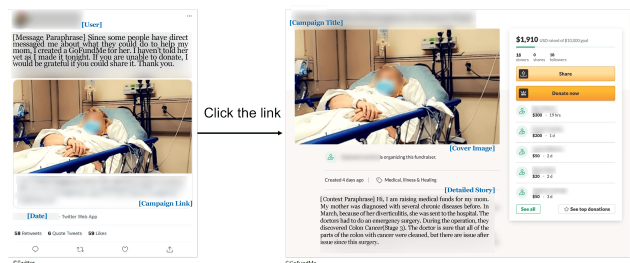 [User]
[Message Paraphrase] Since some people have direct
messaged me about what they could do to help my
mom, I created a GoFundMe for her. I haven't told her
yet as I made it tonight. If you are unable to donate, I
would be grateful if you could share it. Thank you.
[Campaign Link]
[Date] · Twitter Web App
58 Retweets 6 Quote Tweets 59 Likes
Click the link
[Campaign Title]
[Cover Image]
is organizing this fundraiser
Created 4 days ago
Medical, Illness & Healing
[Detailed Story]
[Context Paraphrase] Hi, I am raising medical funds for my mom.
My mother was diagnosed with several chronic diseases before. In
March, because of her diverticulitis, she was sent to the hospital. The
doctors had to do an emergency surgery. During the operation, they
discovered Colon Cancer(Stage 3). The doctor is sure that all of the
parts of the colon with cancer were cleaned, but there are issue after
issue since this surgery.
$1,910 USD raised of $10,000 goal
donors shares followers
Share
Donate now
$300 · 19 hrs
$200 · 1 d
$50 · 2 d
$20 · 2 d
$50 · 3 d
See all
See top donations